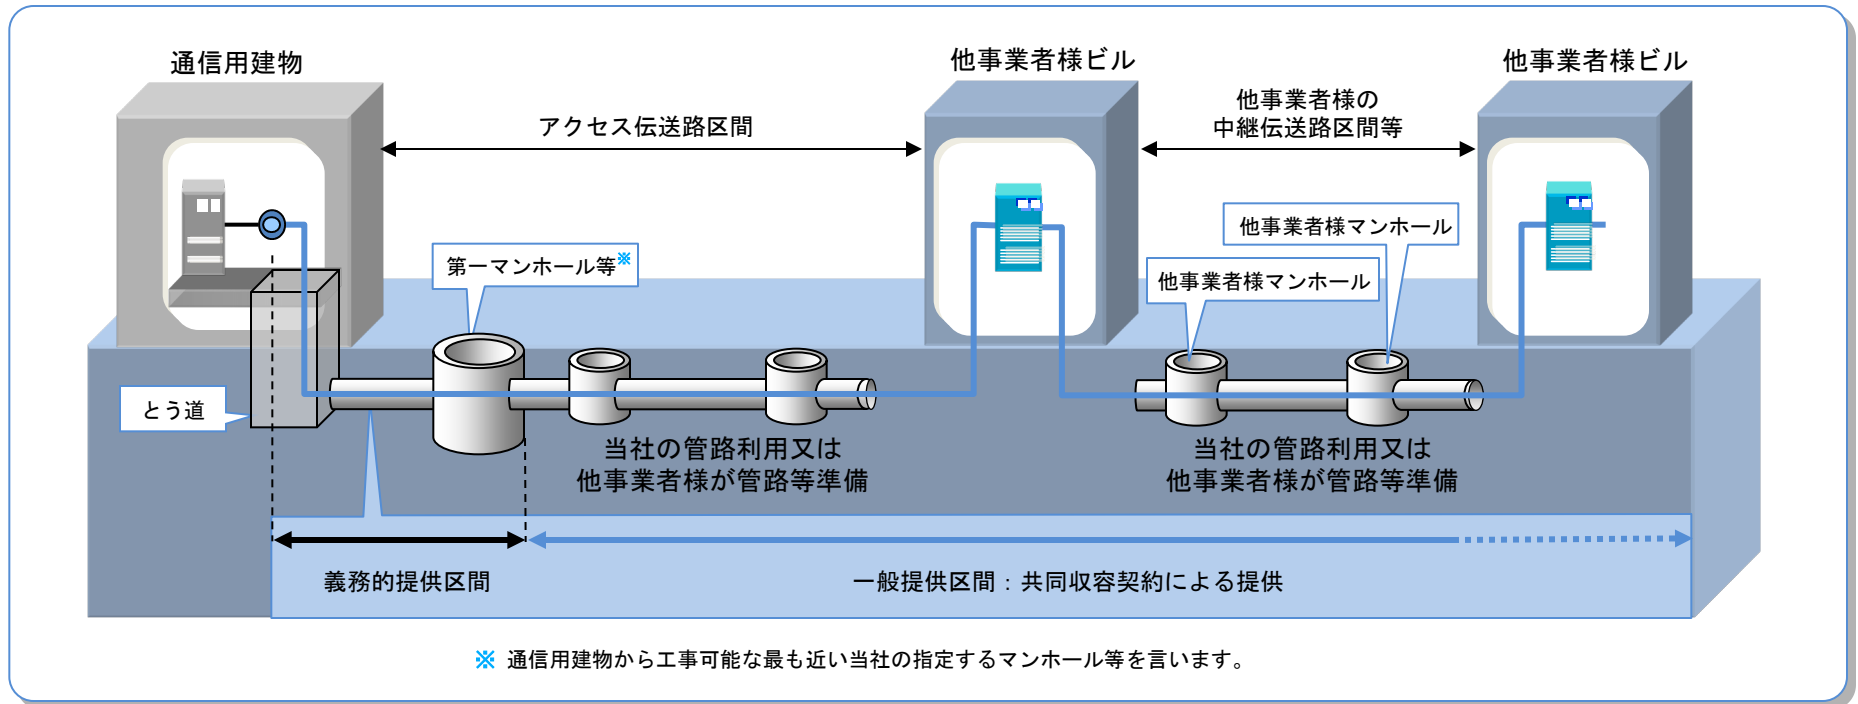 通信用建物
他事業者様ビル
他事業者様ビル
アクセス伝送路区間
他事業者様の
中継伝送路区間等
他事業者様マンホール
第一マンホール等※
他事業者様マンホール
とう道
当社の管路利用又は
他事業者様が管路等準備
当社の管路利用又は
他事業者様が管路等準備
義務的提供区間
一般提供区間：共同収容契約による提供
※ 通信用建物から工事可能な最も近い当社の指定するマンホール等を言います。